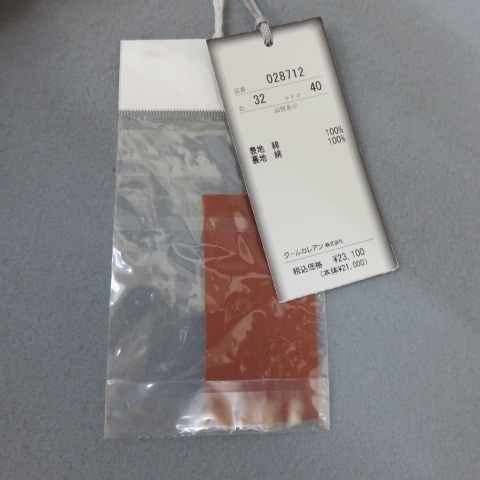 品番 028712
色 32 サイズ 40
品質表示
表地 綿 100%
裏地 綿 100%
クールカレアン 株式会社
税込価格 ¥23,100
(本体¥21,000)